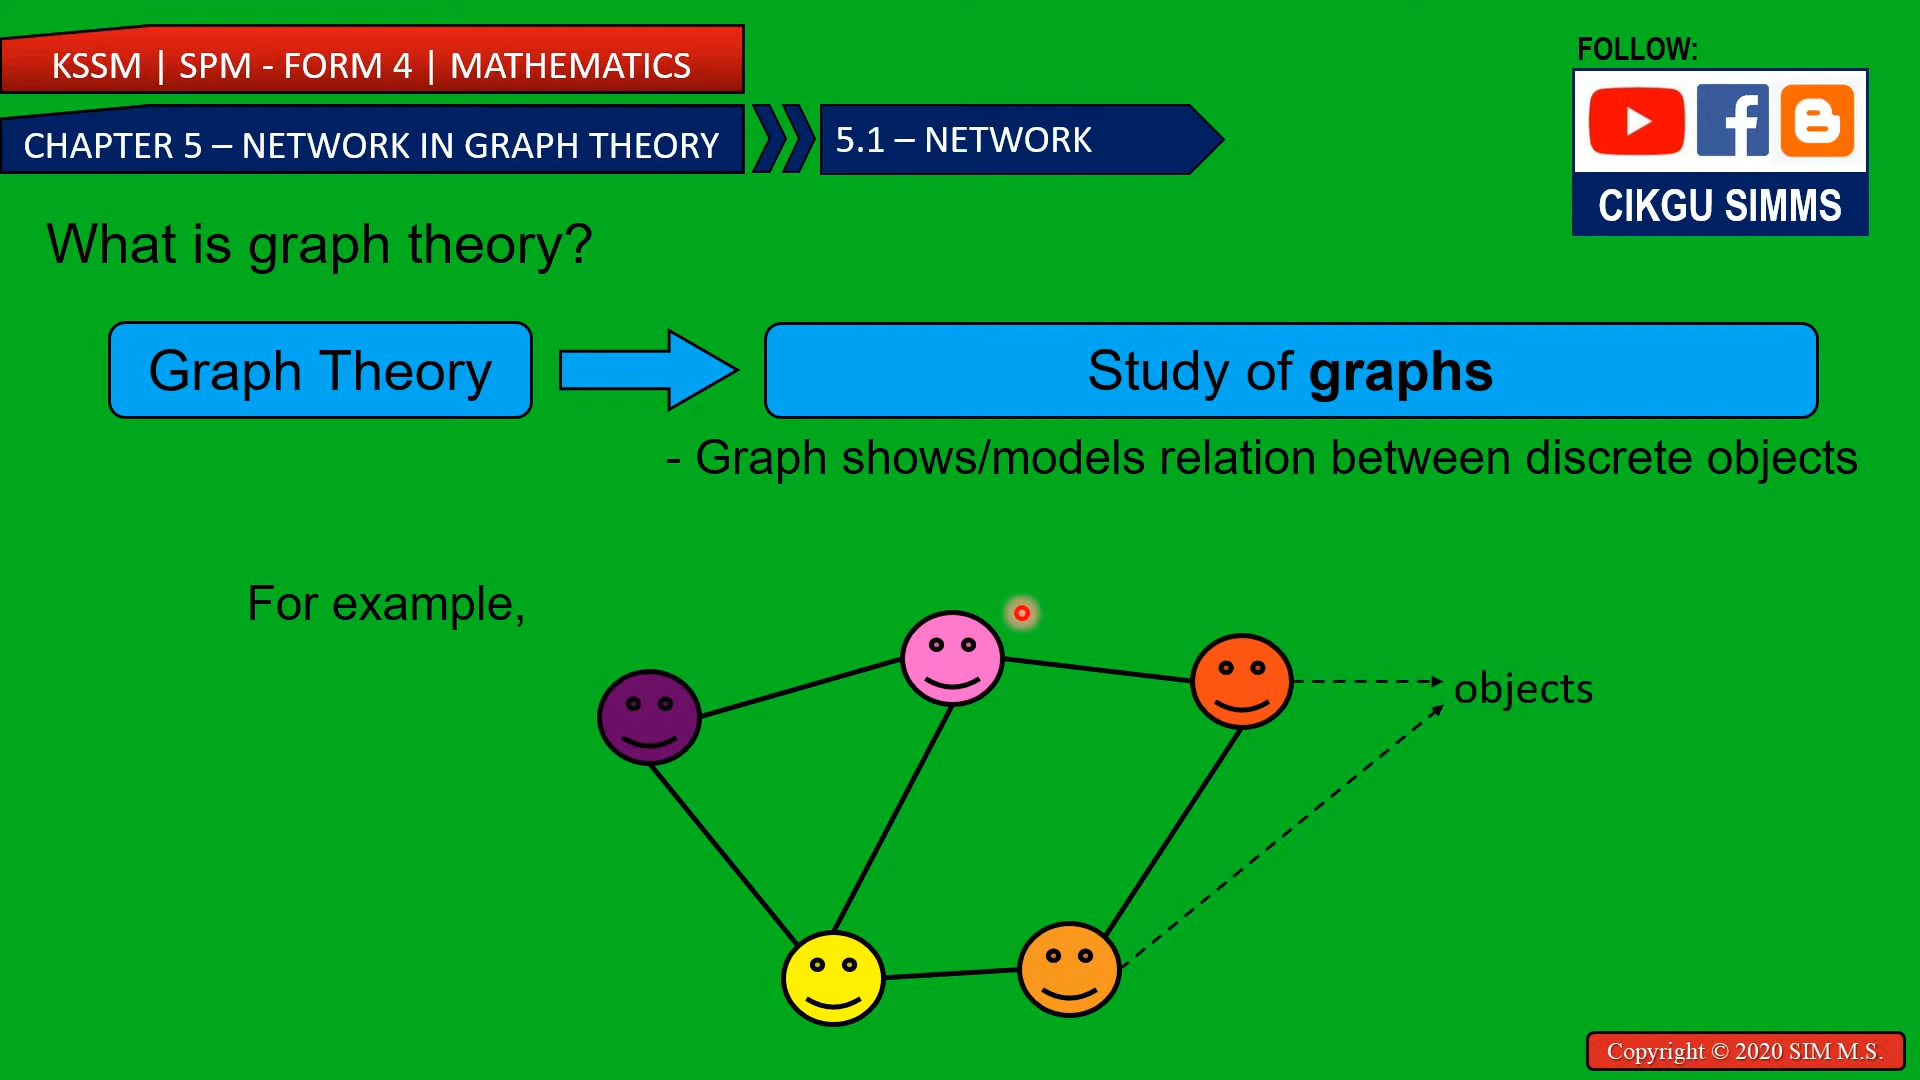 KSSM | SPM - FORM 4 | MATHEMATICS
CHAPTER 5 – NETWORK IN GRAPH THEORY
5.1 – NETWORK
FOLLOW:
CIKGU SIMMS
What is graph theory?
Graph Theory
Study of graphs
- Graph shows/models relation between discrete objects
For example,
objects
Copyright © 2020 SIM M.S.